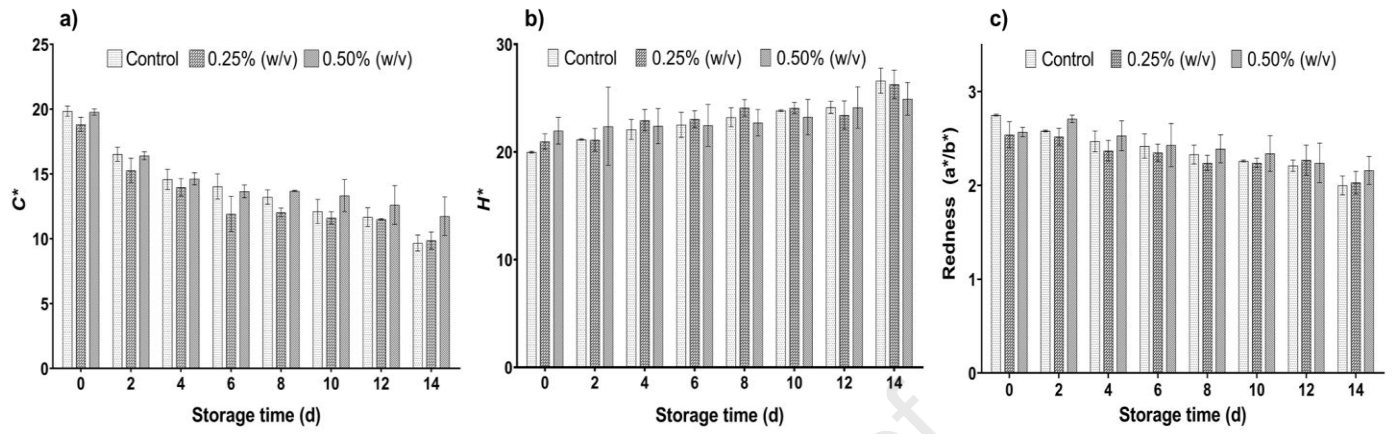 a)
25
20
15
10
5
0
C*
Control
0.25% (w/v)
0.50% (w/v)
0 2 4 6 8 10 12 14
Storage time (d)
b)
30
20
10
0
H*
Control
0.25% (w/v)
0.50% (w/v)
0 2 4 6 8 10 12 14
Storage time (d)
c)
3
2
1
0
Redness (a*/b*)
Control
0.25% (w/v)
0.50% (w/v)
0 2 4 6 8 10 12 14
Storage time (d)